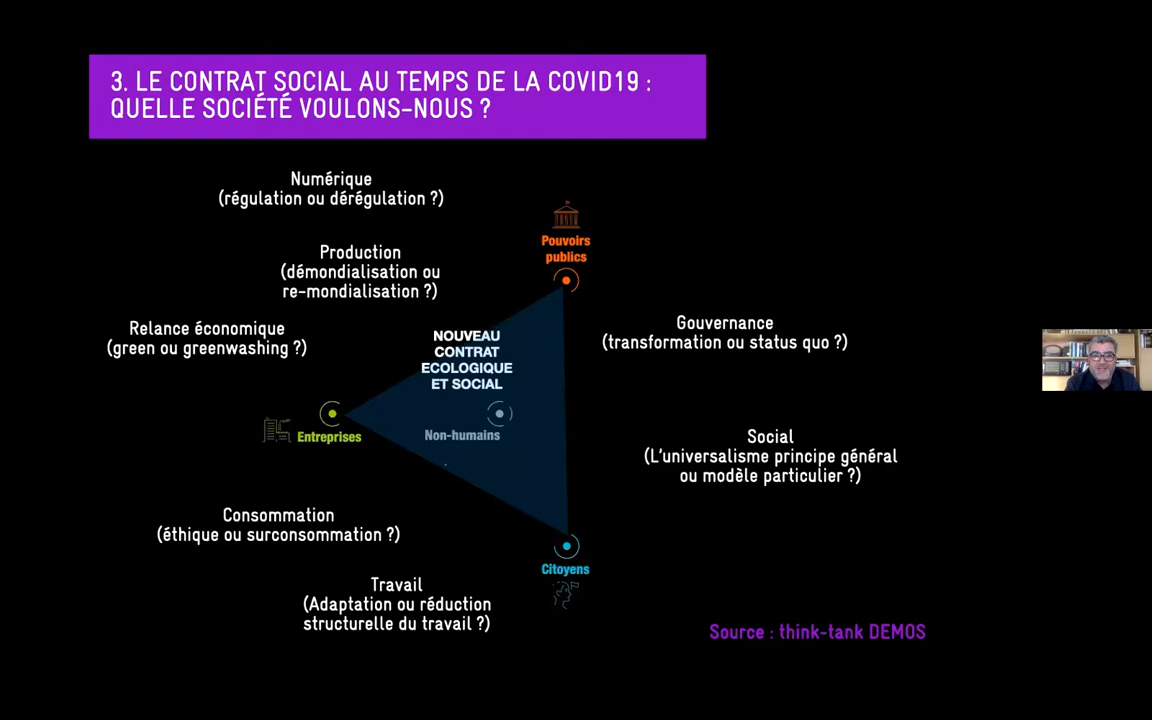 3. LE CONTRAT SOCIAL AU TEMPS DE LA COVID19 :
QUELLE SOCIÉTÉ VOULONS-NOUS ?
Numérique
(régulation ou dérégulation ?)
Pouvoirs
publics
Production
(démondialisation ou
re-mondialisation ?)
Relance économique
(green ou greenwashing ?)
NOUVEAU
CONTRAT
ECOLOGIQUE
ET SOCIAL
Gouvernance
(transformation ou status quo ?)
Entreprises
Non-humains
Social
(L'universalisme principe général
ou modèle particulier ?)
Consommation
(éthique ou surconsommation ?)
Citoyens
Travail
(Adaptation ou réduction
structurelle du travail ?)
Source : think-tank DEMOS